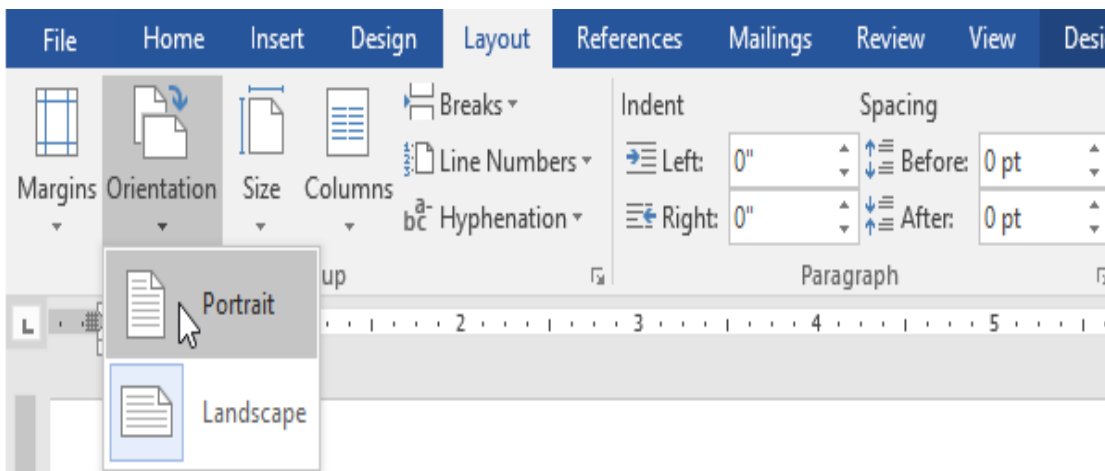 File Home Insert Design Layout References Mailings Review View Desi
Breaks Indent Spacing
Line Numbers Left: 0" Before: 0 pt
Margins Orientation Size Columns
Hyphenation Right: 0" After: 0 pt
up Paragraph
Portrait
L 2 3 4 5
Landscape